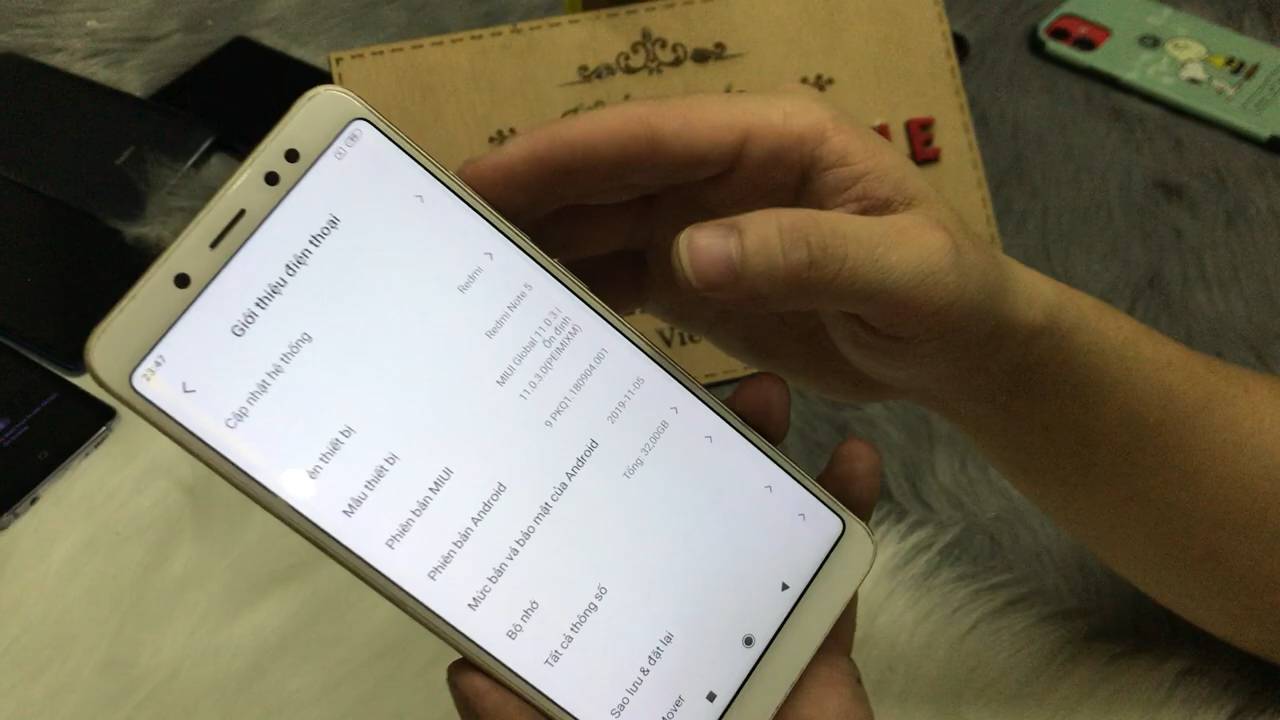 23:47
Giới thiệu điện thoại
Cập nhật hệ thống
ên thiết bị
Redmi
Mẫu thiết bị
Redmi Note 5
Phiên bản MIUI
MIUI Global 11.0.3 |
Ổn định
11.0.3.0(PEIMIXM)
Phiên bản Android
9 PKQ1.180904.001
Mức bản vá bảo mật của Android
2019-11-05
Bộ nhớ
Tổng: 32,00GB
Tất cả thông số
Sao lưu & đặt lại
Mover
LE
Vie